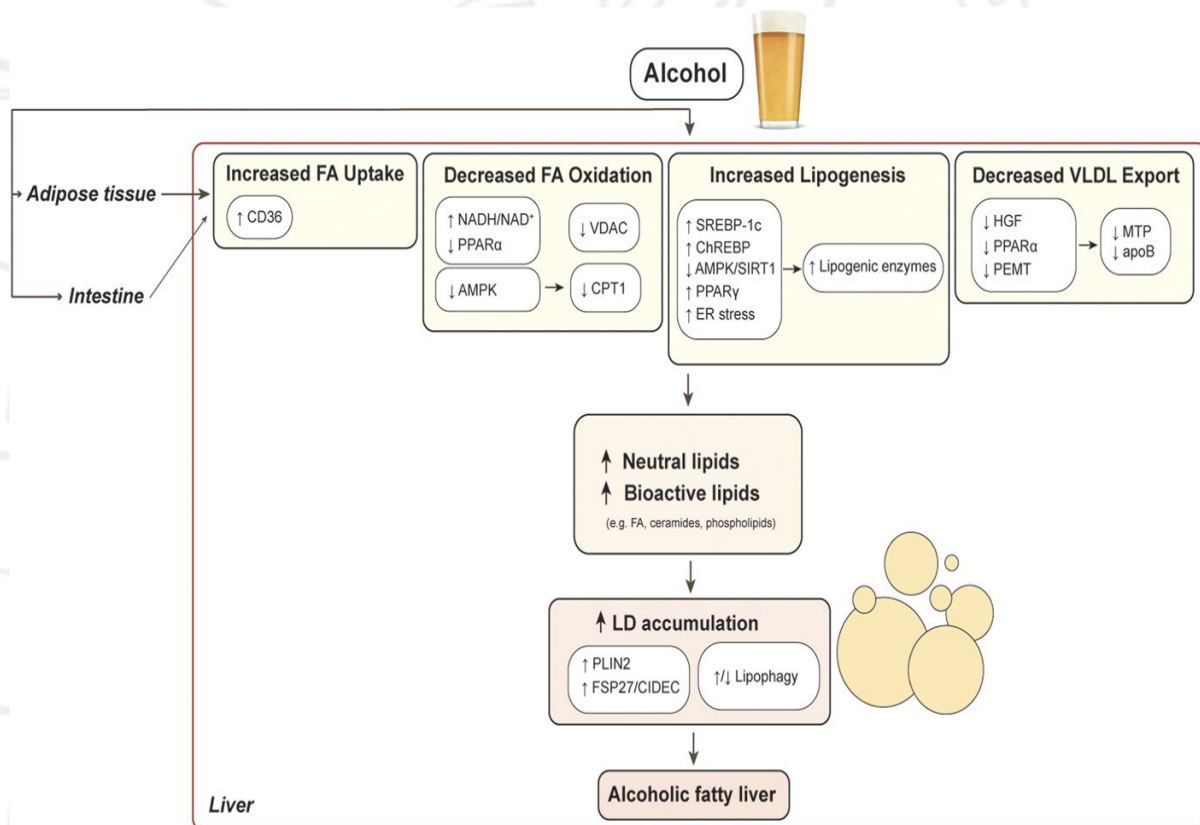 Alcohol
Adipose tissue
Intestine
Increased FA Uptake
↑ CD36
Decreased FA Oxidation
↑ NADH/NAD⁺
↓ PPARα
↓ VDAC
↓ AMPK
↓ CPT1
Increased Lipogenesis
↑ SREBP-1c
↑ ChREBP
↓ AMPK/SIRT1
↑ PPARγ
↑ ER stress
↑ Lipogenic enzymes
Decreased VLDL Export
↓ HGF
↓ PPARα
↓ PEMT
↓ MTP
↓ apoB
↑ Neutral lipids
↑ Bioactive lipids
(e.g. FA, ceramides, phospholipids)
↑ LD accumulation
↑ PLIN2
↑ FSP27/CIDEC
↑/↓ Lipophagy
Alcoholic fatty liver
Liver